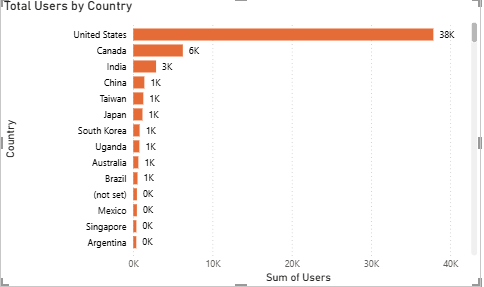 Total Users by Country
Country
United States 38K
Canada 6K
India 3K
China 1K
Taiwan 1K
Japan 1K
South Korea 1K
Uganda 1K
Australia 1K
Brazil 1K
(not set) 0K
Mexico 0K
Singapore 0K
Argentina 0K
0K 10K 20K 30K 40K
Sum of Users